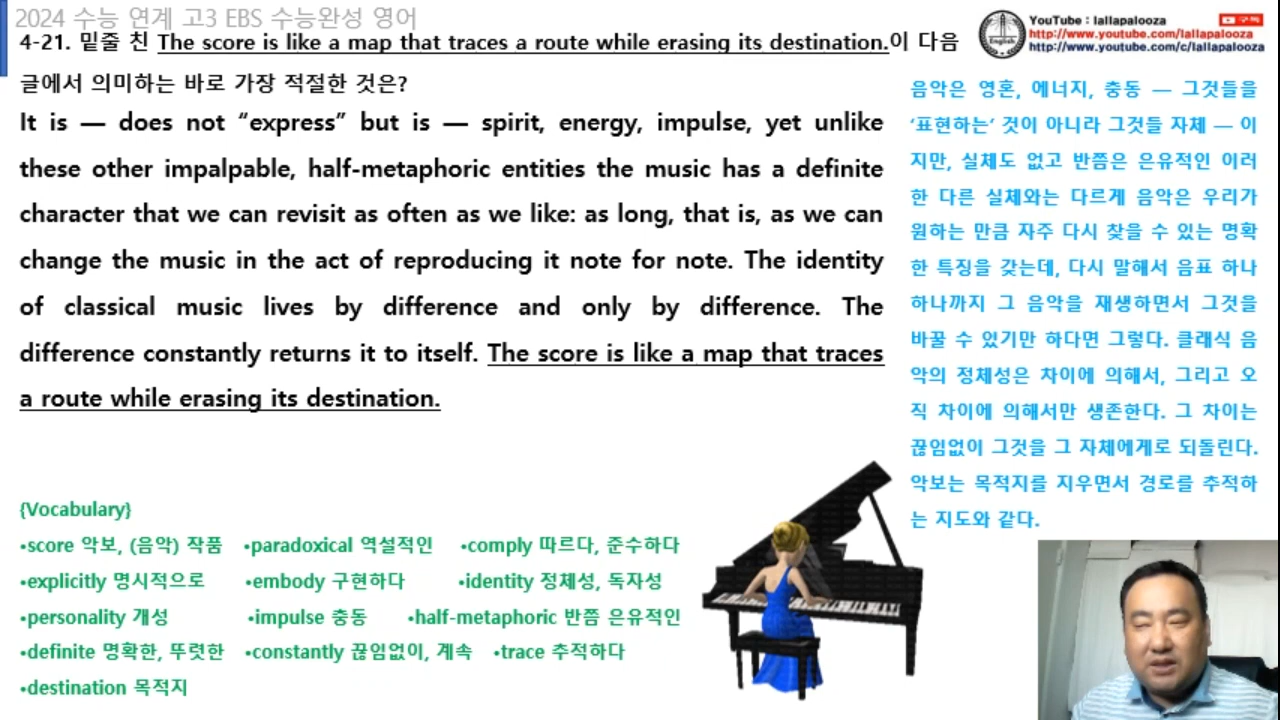 2024 수능 연계 고3 EBS 수능완성 영어
4-21. 밑줄 친 The score is like a map that traces a route while erasing its destination.이 다음
글에서 의미하는 바로 가장 적절한 것은?
It is — does not “express” but is — spirit, energy, impulse, yet unlike
these other impalpable, half-metaphoric entities the music has a definite
character that we can revisit as often as we like: as long, that is, as we can
change the music in the act of reproducing it note for note. The identity
of classical music lives by difference and only by difference. The
difference constantly returns it to itself. The score is like a map that traces
a route while erasing its destination.
{Vocabulary}
•score 악보, (음악) 작품 •paradoxical 역설적인 •comply 따르다, 준수하다
•explicitly 명시적으로 •embody 구현하다 •identity 정체성, 독자성
•personality 개성 •impulse 충동 •half-metaphoric 반쯤 은유적인
•definite 명확한, 뚜렷한 •constantly 끊임없이, 계속 •trace 추적하다
•destination 목적지
YouTube : lallapalooza
구독
http://www.youtube.com/lallapalooza
http://www.youtube.com/c/lallapalooza
English
음악은 영혼, 에너지, 충동 — 그것들을
‘표현하는’ 것이 아니라 그것들 자체 — 이
지만, 실체도 없고 반쯤은 은유적인 이러
한 다른 실체와는 다르게 음악은 우리가
원하는 만큼 자주 다시 찾을 수 있는 명확
한 특징을 갖는데, 다시 말해서 음표 하나
하나까지 그 음악을 재생하면서 그것을
바꿀 수 있기만 하다면 그렇다. 클래식 음
악의 정체성은 차이에 의해서, 그리고 오
직 차이에 의해서만 생존한다. 그 차이는
끊임없이 그것을 그 자체에게로 되돌린다.
악보는 목적지를 지우면서 경로를 추적하
는 지도와 같다.